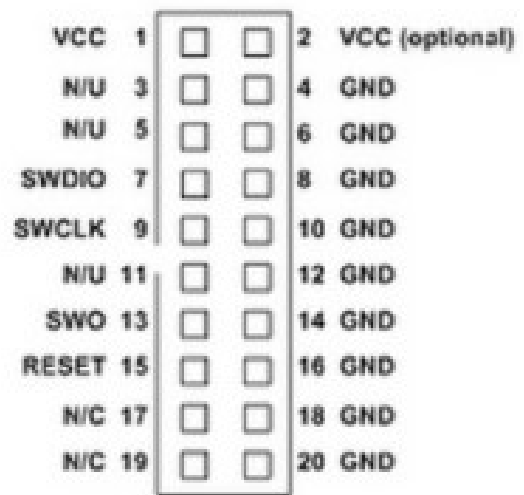 VCC 1 2 VCC (optional)
N/U 3 4 GND
N/U 5 6 GND
SWDIO 7 8 GND
SWCLK 9 10 GND
N/U 11 12 GND
SWO 13 14 GND
RESET 15 16 GND
N/C 17 18 GND
N/C 19 20 GND